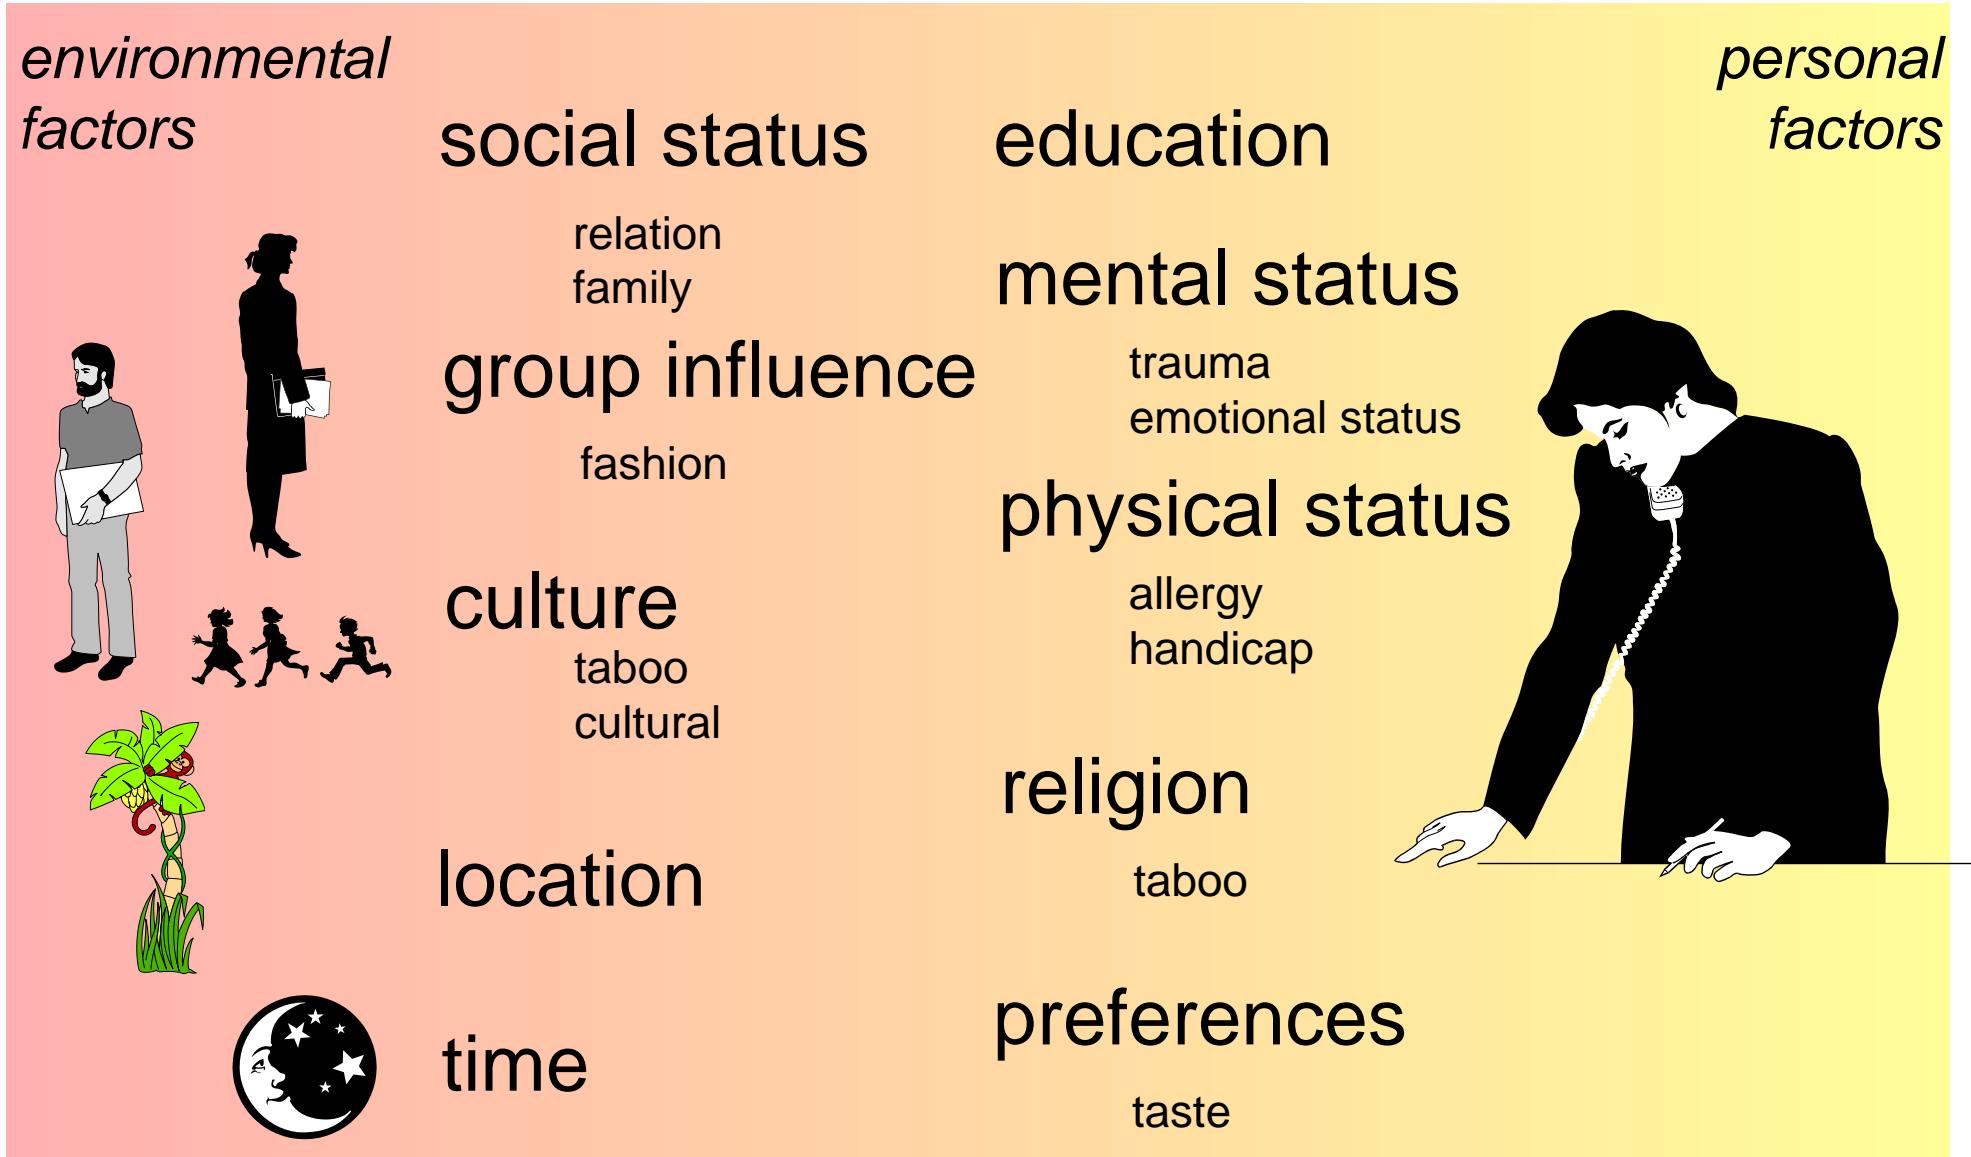 environmental
factors
social status
relation
family
group influence
fashion
culture
taboo
cultural
location
time
personal
factors
education
mental status
trauma
emotional status
physical status
allergy
handicap
religion
taboo
preferences
taste